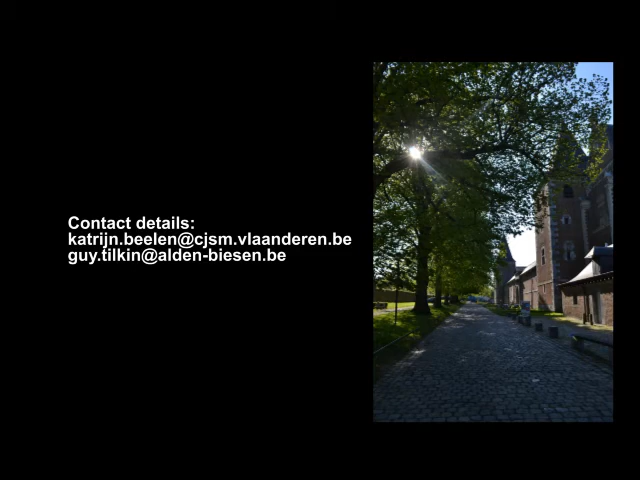 Contact details:
katrijn.beelen@cjsm.vlaanderen.be
guy.tilkin@alden-biesen.be